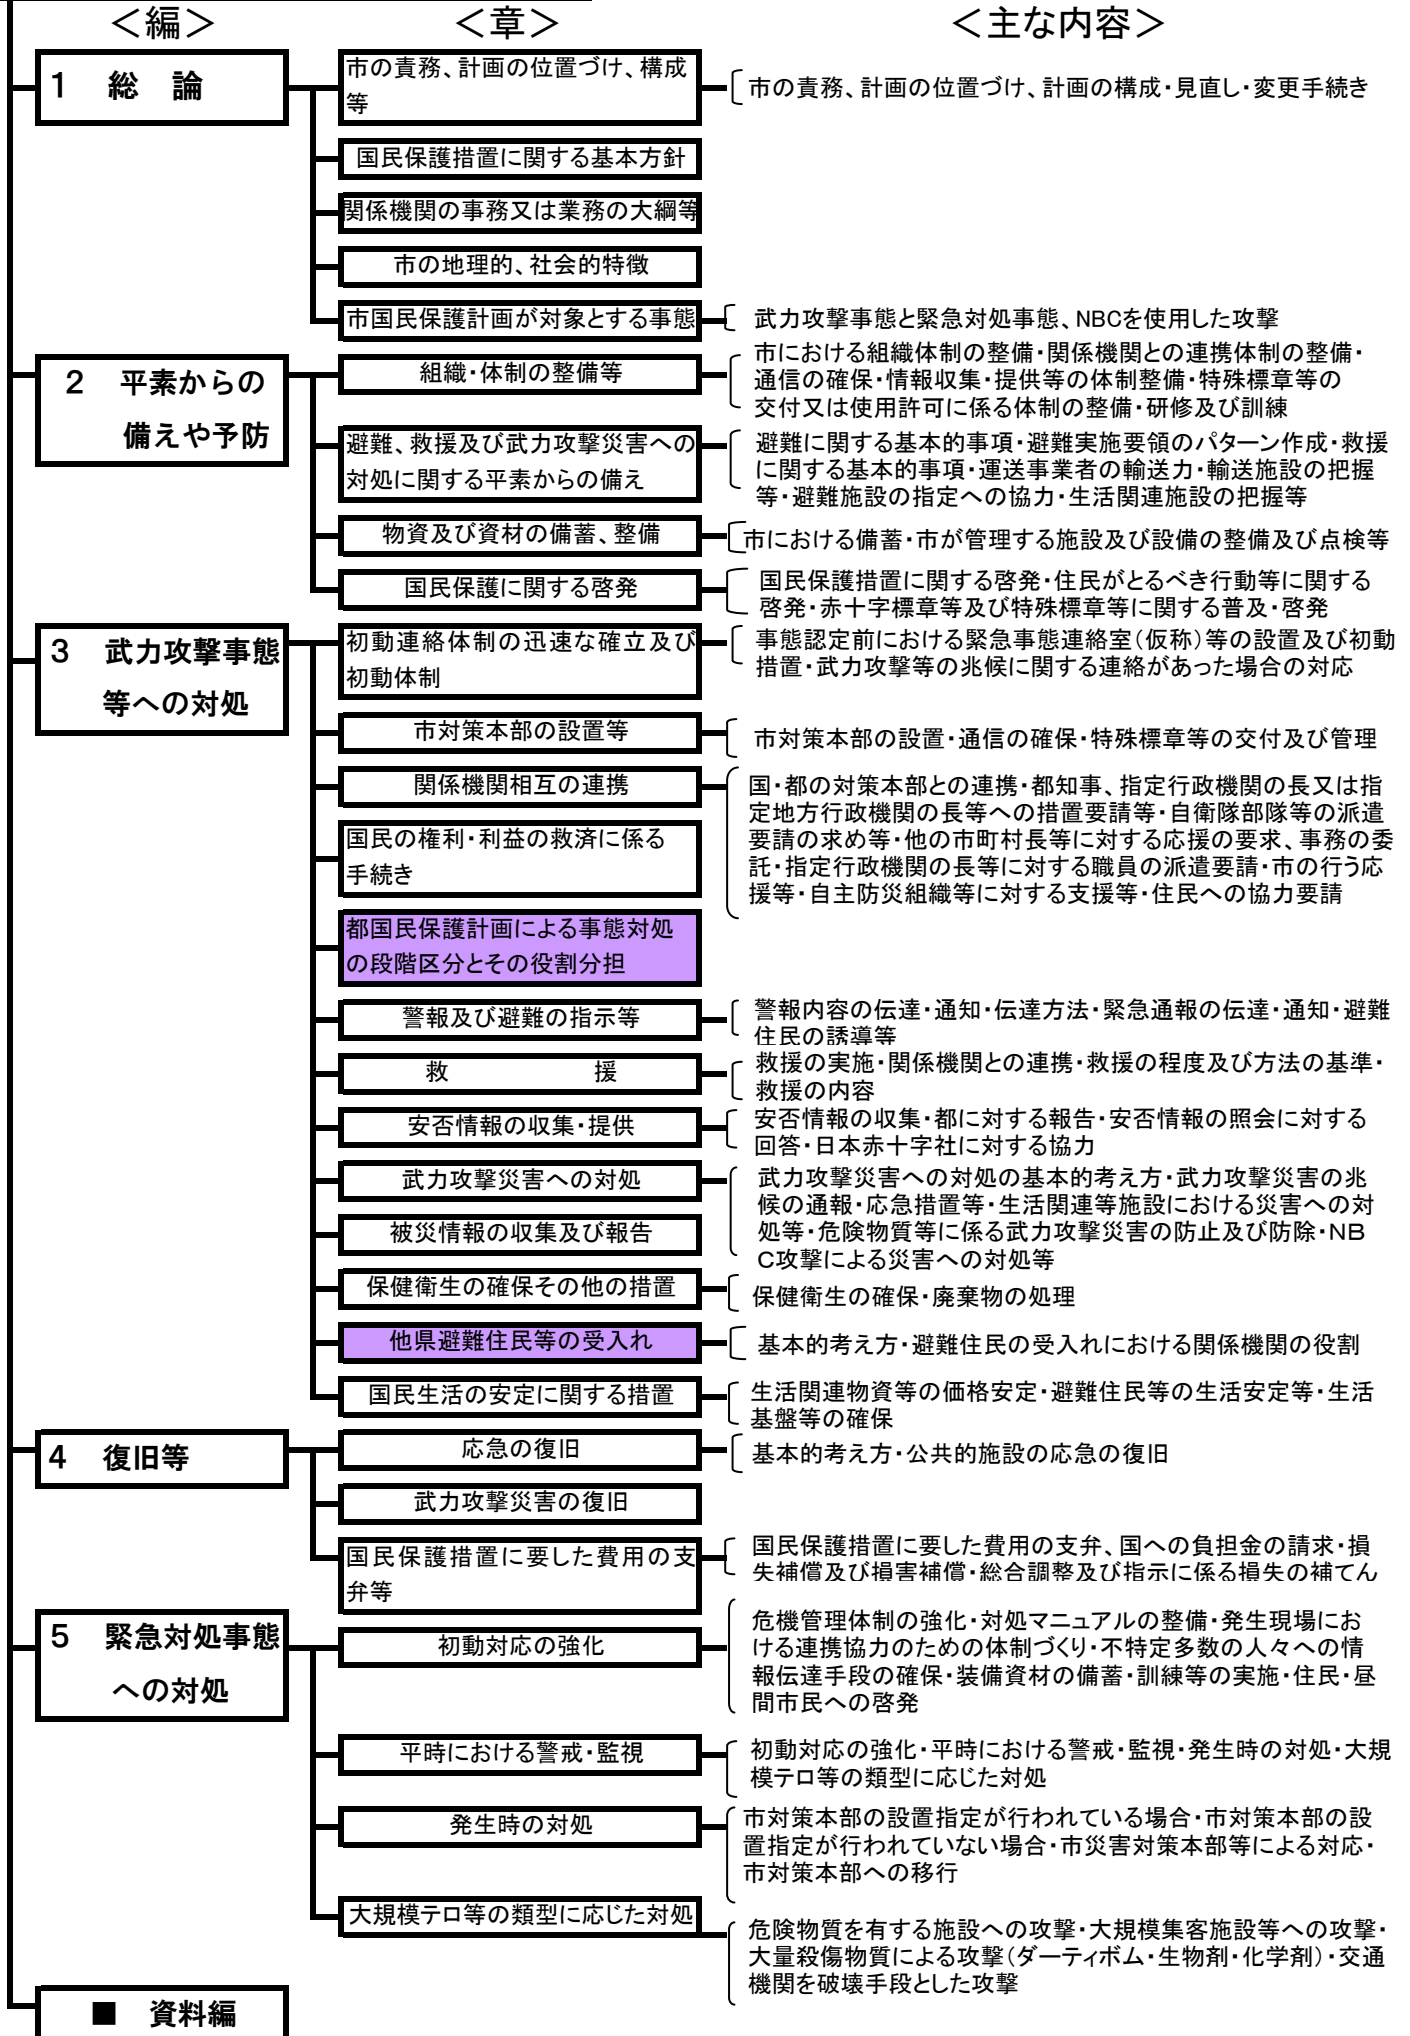 ＜編＞
＜章＞
＜主な内容＞
1　総　論
市の責務、計画の位置づけ、構成
等
市の責務、計画の位置づけ、計画の構成・見直し・変更手続き
国民保護措置に関する基本方針
関係機関の事務又は業務の大綱等
市の地理的、社会的特徴
市国民保護計画が対象とする事態
武力攻撃事態と緊急対処事態、NBCを使用した攻撃
2　平素からの
備えや予防
組織・体制の整備等
市における組織体制の整備・関係機関との連携体制の整備・
通信の確保・情報収集・提供等の体制整備・特殊標章等の
交付又は使用許可に係る体制の整備・研修及び訓練
避難、救援及び武力攻撃災害への
対処に関する平素からの備え
避難に関する基本的事項・避難実施要領のパターン作成・救援
に関する基本的事項・運送事業者の輸送力・輸送施設の把握
等・避難施設の指定への協力・生活関連施設の把握等
物資及び資材の備蓄、整備
市における備蓄・市が管理する施設及び設備の整備及び点検等
国民保護に関する啓発
国民保護措置に関する啓発・住民がとるべき行動等に関する
啓発・赤十字標章等及び特殊標章等に関する普及・啓発
3　武力攻撃事態
等への対処
初動連絡体制の迅速な確立及び
初動体制
事態認定前における緊急事態連絡室（仮称）等の設置及び初動
措置・武力攻撃等の兆候に関する連絡があった場合の対応
市対策本部の設置等
市対策本部の設置・通信の確保・特殊標章等の交付及び管理
関係機関相互の連携
国・都の対策本部との連携・都知事、指定行政機関の長又は指
定地方行政機関の長等への措置要請等・自衛隊部隊等の派遣
要請の求め等・他の市町村長等に対する応援の要求、事務の委
託・指定行政機関の長等に対する職員の派遣要請・市の行う応
援等・自主防災組織等に対する支援等・住民への協力要請
国民の権利・利益の救済に係る
手続き
都国民保護計画による事態対処
の段階区分とその役割分担
警報及び避難の指示等
警報内容の伝達・通知・伝達方法・緊急通報の伝達・通知・避難
住民の誘導等
救　　　　　　援
救援の実施・関係機関との連携・救援の程度及び方法の基準・
救援の内容
安否情報の収集・提供
安否情報の収集・都に対する報告・安否情報の照会に対する
回答・日本赤十字社に対する協力
武力攻撃災害への対処
武力攻撃災害への対処の基本的考え方・武力攻撃災害の兆
候の通報・応急措置等・生活関連等施設における災害への対
処等・危険物質等に係る武力攻撃災害の防止及び防除・NB
C攻撃による災害への対処等
被災情報の収集及び報告
保健衛生の確保その他の措置
保健衛生の確保・廃棄物の処理
他県避難住民等の受入れ
基本的考え方・避難住民の受入れにおける関係機関の役割
国民生活の安定に関する措置
生活関連物資等の価格安定・避難住民等の生活安定等・生活
基盤等の確保
4　復旧等
応急の復旧
基本的考え方・公共的施設の応急の復旧
武力攻撃災害の復旧
国民保護措置に要した費用の支
弁等
国民保護措置に要した費用の支弁、国への負担金の請求・損
失補償及び損害補償・総合調整及び指示に係る損失の補てん
5　緊急対処事態
への対処
初動対応の強化
危機管理体制の強化・対処マニュアルの整備・発生現場にお
ける連携協力のための体制づくり・不特定多数の人々への情
報伝達手段の確保・装備資材の備蓄・訓練等の実施・住民・昼
間市民への啓発
平時における警戒・監視
初動対応の強化・平時における警戒・監視・発生時の対処・大規
模テロ等の類型に応じた対処
発生時の対処
市対策本部の設置指定が行われている場合・市対策本部の設
置指定が行われていない場合・市災害対策本部等による対応・
市対策本部への移行
大規模テロ等の類型に応じた対処
危険物質を有する施設への攻撃・大規模集客施設等への攻撃・
大量殺傷物質による攻撃（ダーティボム・生物剤・化学剤）・交通
機関を破壊手段とした攻撃
■　資料編